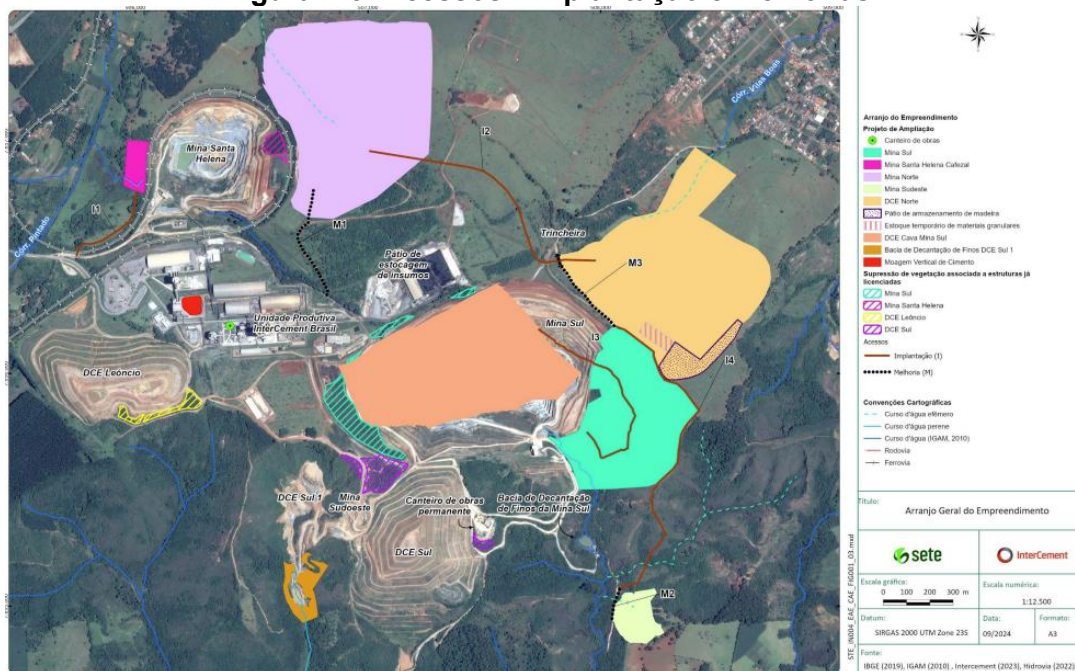 Arranjo do Empreendimento
Projeto de Ampliação
Canteiro de obras
Mina Sul
Mina Santa Helena Cafezal
Mina Norte
Mina Sudeste
DCE Norte
Pátio de armazenamento de madeira
Estoque temporário de materiais granulares
DCE Cava Mina Sul
Bacia de Decantação de Finos DCE Sul 1
Moagem Vertical de Cimento
Supressão de vegetação associada a estruturas já
licenciadas
Mina Sul
Mina Santa Helena
DCE Leôncio
DCE Sul
Acessos
Implantação (I)
Melhoria (M)
Convenções Cartográficas
Curso d'água efêmero
Curso d'água perene
Curso d'água (IGAM, 2010)
Rodovia
Ferrovia
Título:
Arranjo Geral do Empreendimento
sete
InterCement
Escala gráfica:
0 100 200 300 m
Escala numérica:
1:12.500
Datum:
SIRGAS 2000 UTM Zone 23S
Data:
09/2024
Formato:
A3
Fonte:
IBGE (2019), IGAM (2010) , Intercement (2023), Hidrovia (2022)
STE_IN004_EAE_CAE_FIG001_03.mxd
Córr. Vilas Boas
Mina Santa
Helena
I2
I1
Córr. Pintado
M1
Trincheira
Pátio de
estocagem
de Insumos
M3
Unidade Produtiva
InterCement Brasil
Mina Sul
I3
I4
DCE Leôncio
DCE Sul 1
Mina
Sudoeste
Canteiro de obras
permanente
Bacia de Decantação
de Finos da Mina Sul
DCE Sul
M2